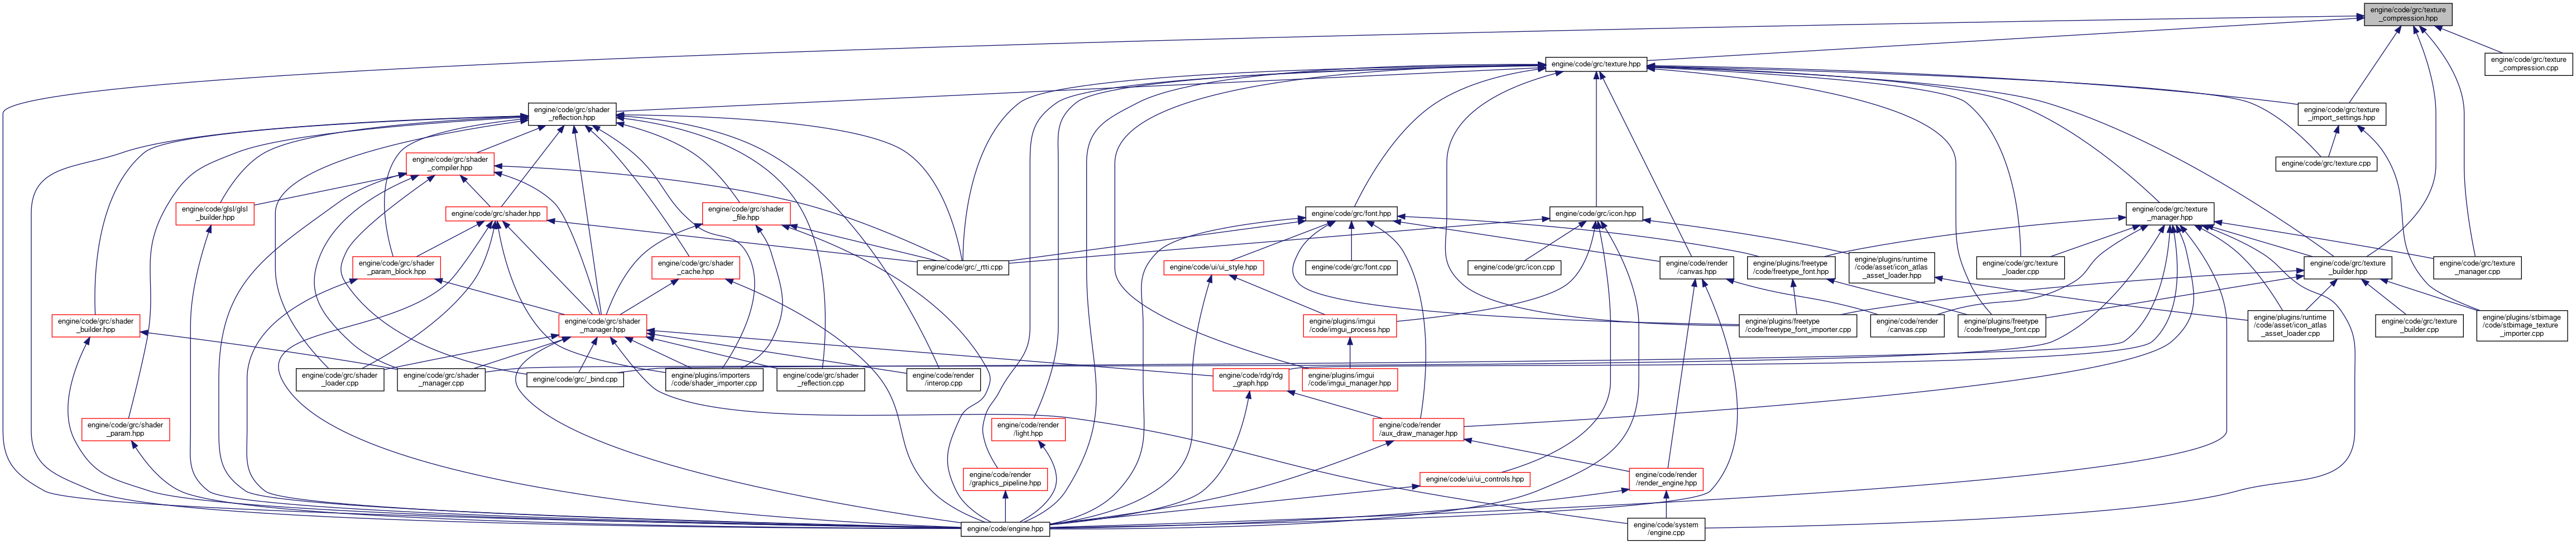 engine/code/grc/texture
_compression.hpp
engine/code/grc/texture.hpp
engine/code/grc/texture
_compression.cpp
engine/code/grc/shader
_reflection.hpp
engine/code/grc/texture
_import_settings.hpp
engine/code/grc/shader
_compiler.hpp
engine/code/grc/texture.cpp
engine/code/glsl/glsl
_builder.hpp
engine/code/grc/shader.hpp
engine/code/grc/shader
_file.hpp
engine/code/grc/font.hpp
engine/code/grc/icon.hpp
engine/code/grc/texture
_manager.hpp
engine/code/grc/shader
_param_block.hpp
engine/code/grc/shader
_cache.hpp
engine/code/grc/_rtti.cpp
engine/code/ui/ui_style.hpp
engine/code/grc/font.cpp
engine/code/grc/icon.cpp
engine/code/render
/canvas.hpp
engine/plugins/freetype
/code/freetype_font.hpp
engine/plugins/runtime
/code/asset/icon_atlas
_asset_loader.hpp
engine/code/grc/texture
_loader.cpp
engine/code/grc/texture
_builder.hpp
engine/code/grc/texture
_manager.cpp
engine/code/grc/shader
_builder.hpp
engine/code/grc/shader
_manager.hpp
engine/plugins/imgui
/code/imgui_process.hpp
engine/plugins/freetype
/code/freetype_font_importer.cpp
engine/code/render
/canvas.cpp
engine/plugins/freetype
/code/freetype_font.cpp
engine/plugins/runtime
/code/asset/icon_atlas
_asset_loader.cpp
engine/code/grc/texture
_builder.cpp
engine/plugins/stbimage
/code/stbimage_texture
_importer.cpp
engine/code/grc/shader
_loader.cpp
engine/code/grc/shader
_manager.cpp
engine/code/grc/_bind.cpp
engine/plugins/importers
/code/shader_importer.cpp
engine/code/grc/shader
_reflection.cpp
engine/code/render
/interop.cpp
engine/code/rdg/rdg
_graph.hpp
engine/plugins/imgui
/code/imgui_manager.hpp
engine/code/grc/shader
_param.hpp
engine/code/render
/light.hpp
engine/code/render
/aux_draw_manager.hpp
engine/code/render
/graphics_pipeline.hpp
engine/code/ui/ui_controls.hpp
engine/code/render
/render_engine.hpp
engine/code/engine.hpp
engine/code/system
/engine.cpp